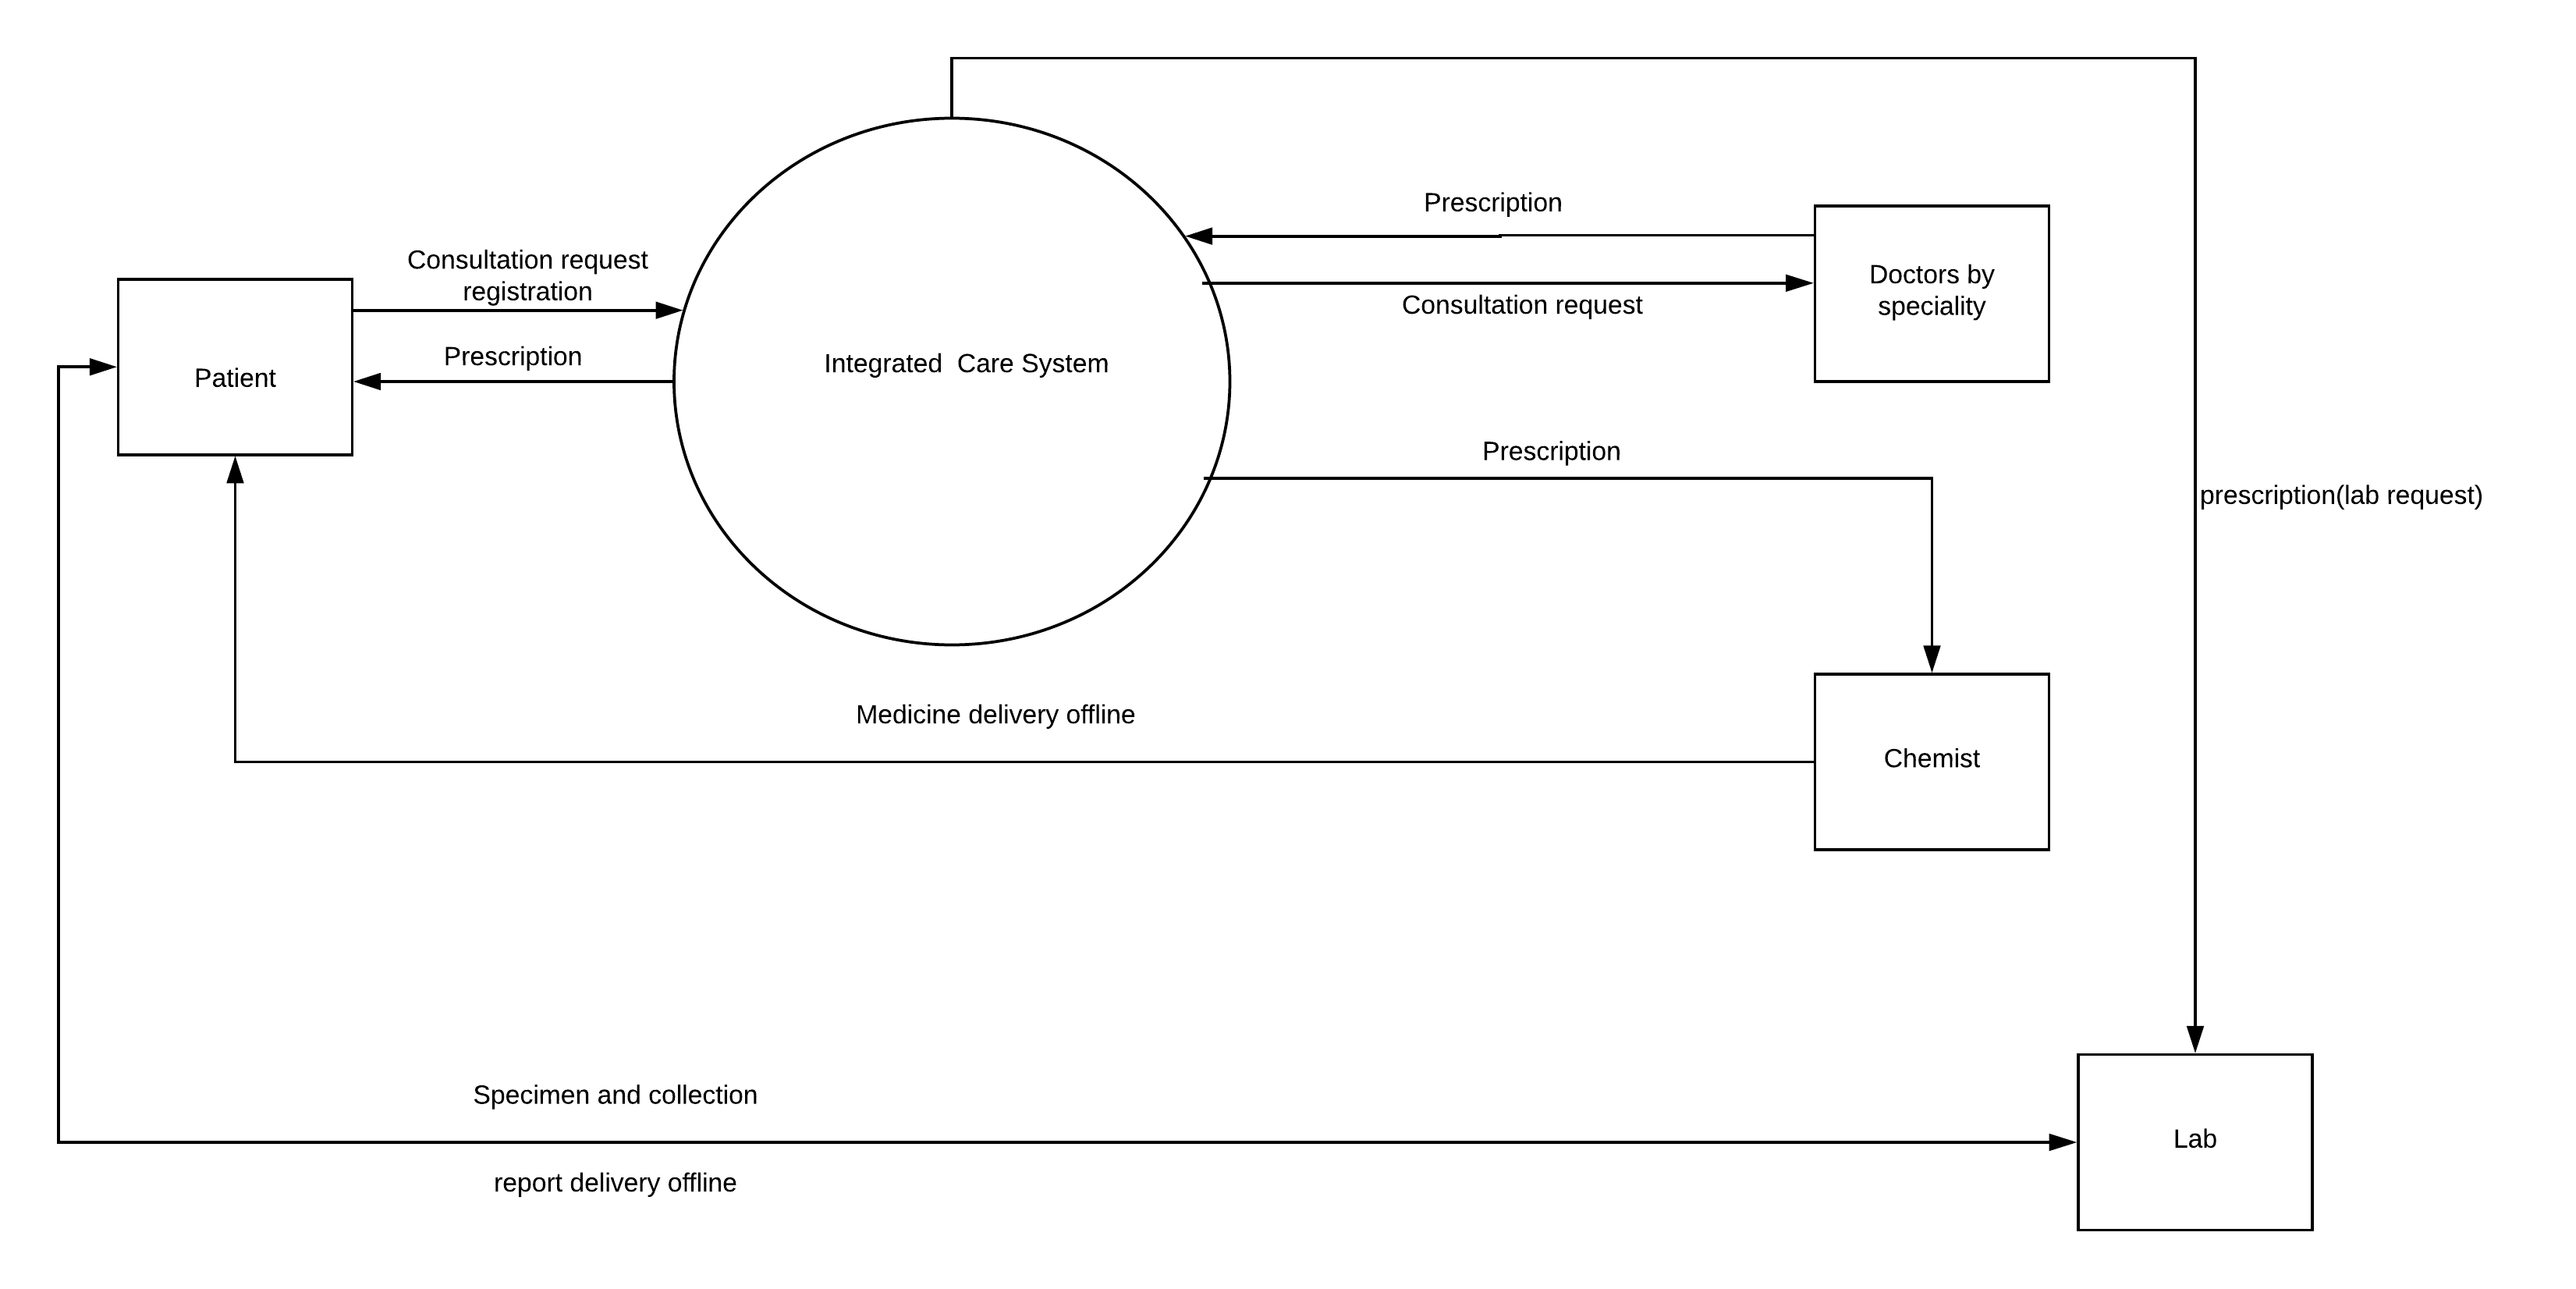 Prescription
Consultation request
registration
Doctors by
speciality
Consultation request
Prescription
Integrated  Care System
Patient
Prescription
prescription(lab request)
Medicine delivery offline
Chemist
Specimen and collection
Lab
report delivery offline